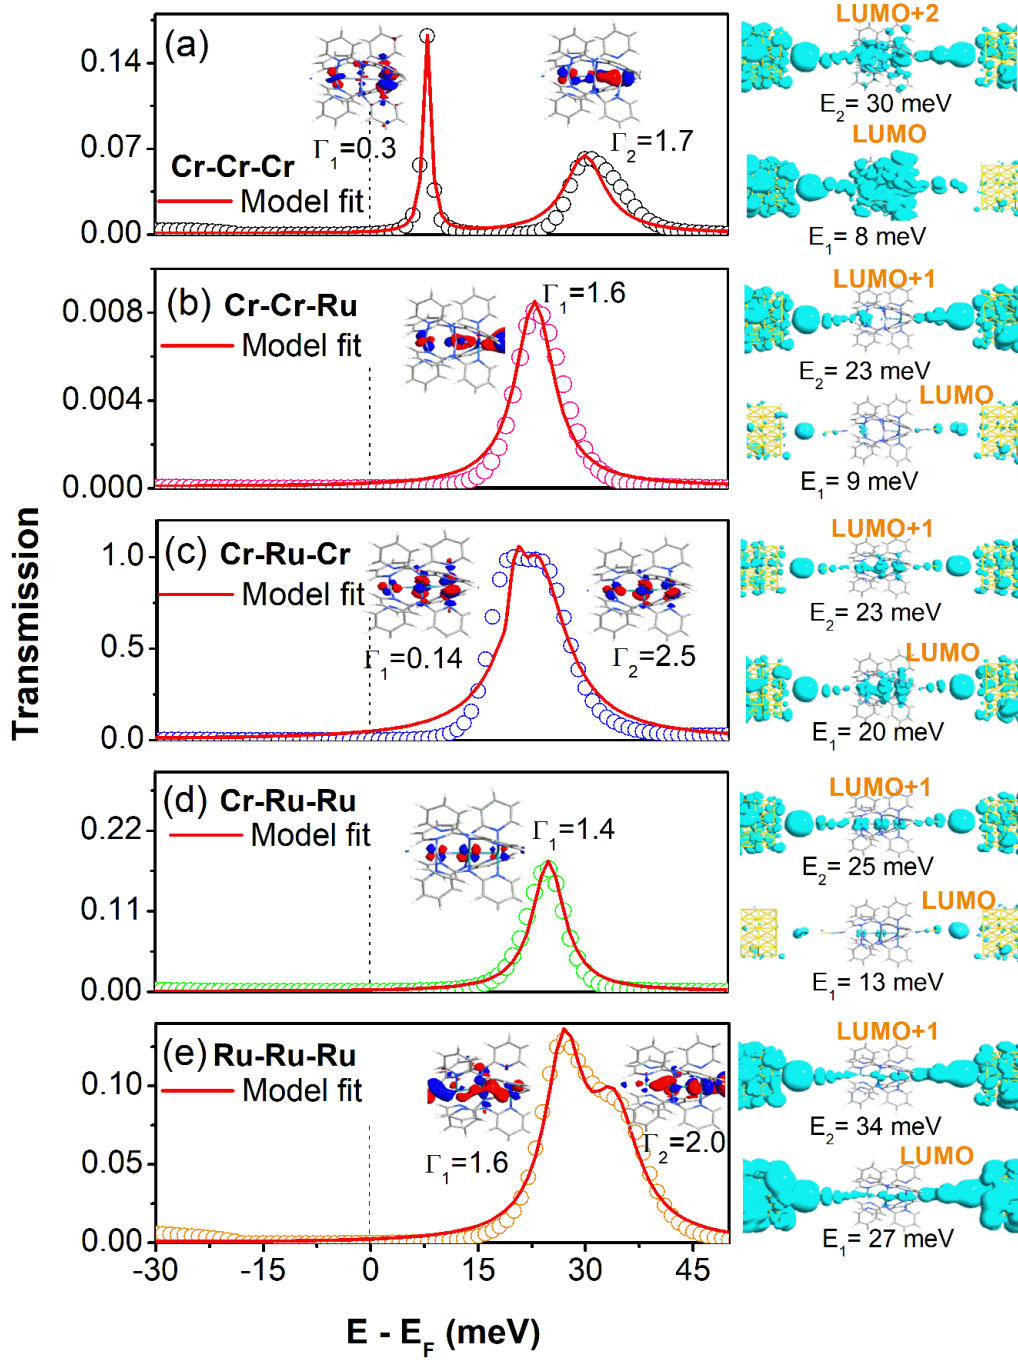 (a)
0.14
0.07
0.00
Γ1=0.3
Γ2=1.7
Cr-Cr-Cr
Model fit
LUMO+2
E2= 30 meV
LUMO
E1= 8 meV
(b)
Cr-Cr-Ru
Model fit
0.008
0.004
0.000
Γ1=1.6
LUMO+1
E2= 23 meV
LUMO
E1= 9 meV
(c)
Cr-Ru-Cr
Model fit
1.0
0.5
0.0
Γ1=0.14
Γ2=2.5
LUMO+1
E2= 23 meV
LUMO
E1= 20 meV
(d)
Cr-Ru-Ru
Model fit
0.22
0.11
0.00
Γ1=1.4
LUMO+1
E2= 25 meV
LUMO
E1= 13 meV
(e)
Ru-Ru-Ru
Model fit
0.10
0.05
0.00
Γ1=1.6
Γ2=2.0
LUMO+1
E2= 34 meV
LUMO
E1= 27 meV
-30
-15
0
15
30
45
E - EF (meV)
Transmission